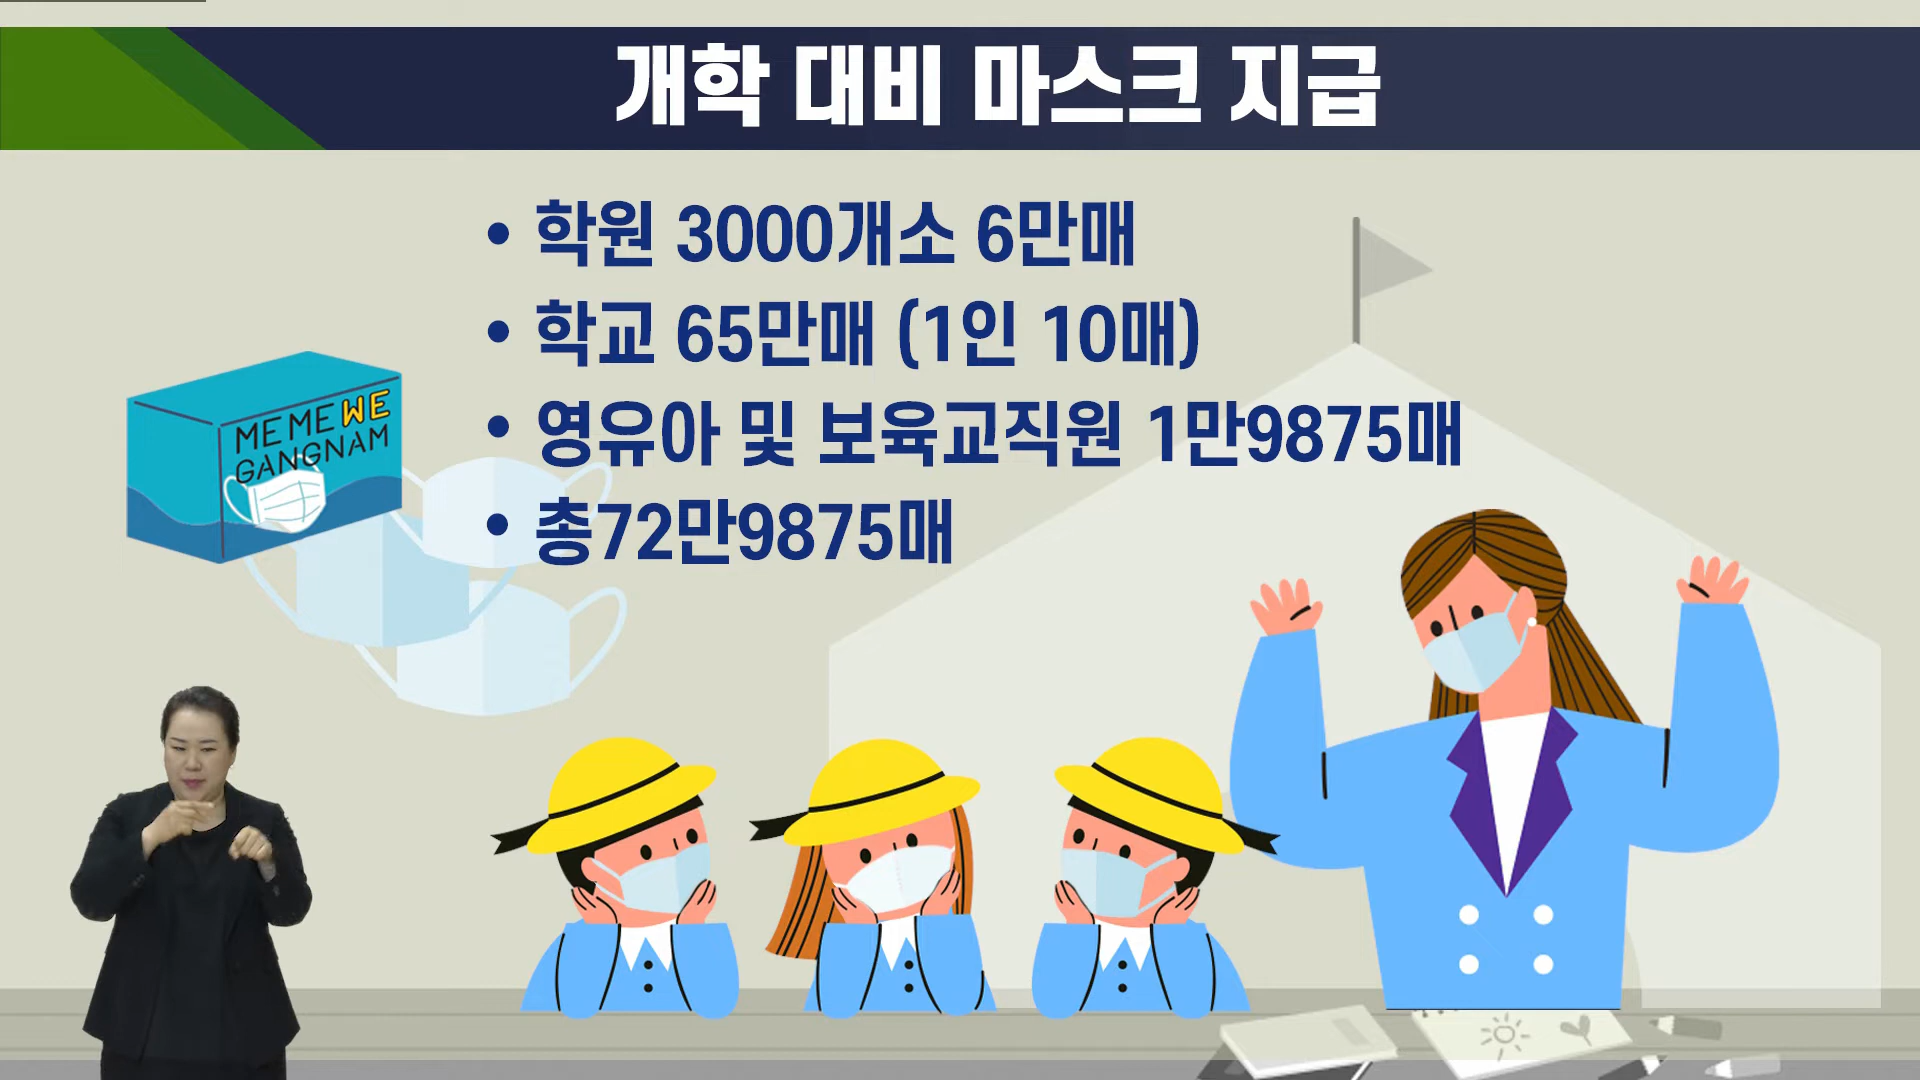 개학 대비 마스크 지급
• 학원 3000개소 6만매
• 학교 65만매 (1인 10매)
• 영유아 및 보육교직원 1만9875매
• 총72만9875매
ME ME WE
GANGNAM